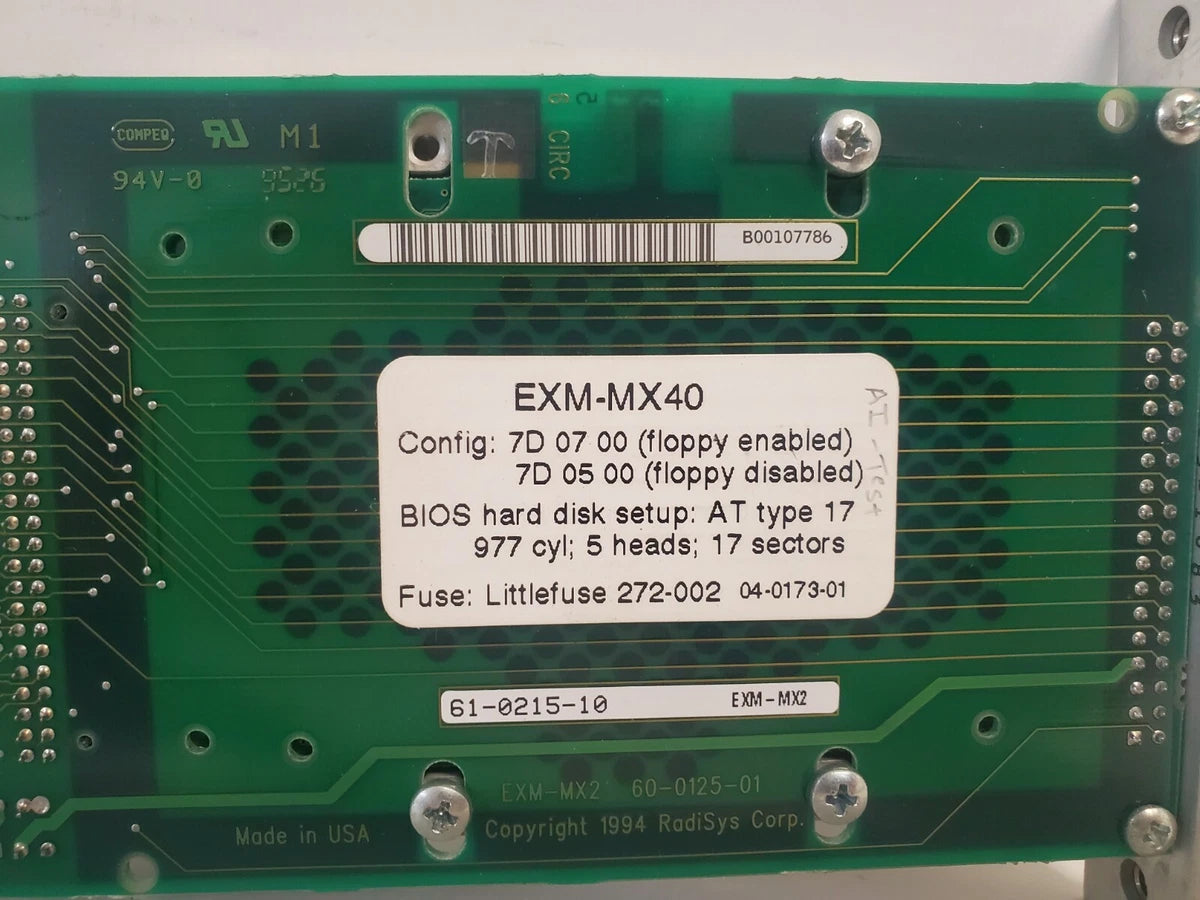 COMPEQ M1
94V-0 9526
T
CIRC
B00107786
EXM-MX40
Config: 7D 07 00 (floppy enabled)
7D 05 00 (floppy disabled)
BIOS hard disk setup: AT type 17
977 cyl; 5 heads; 17 sectors
Fuse: Littlefuse 272-002 04-0173-01
AI-Test
61-0215-10 EXM-MX2
EXM-MX2 60-0125-01
Made in USA Copyright 1994 RadiSys Corp.